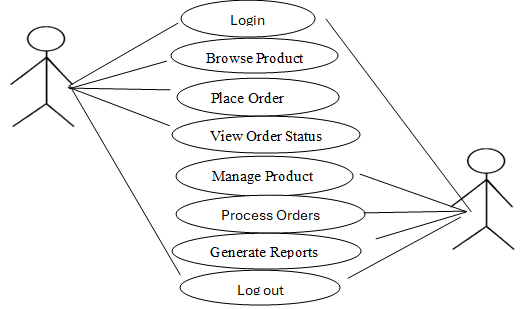 Login
Browse Product
Place Order
View Order Status
Manage Product
Process Orders
Generate Reports
Log out